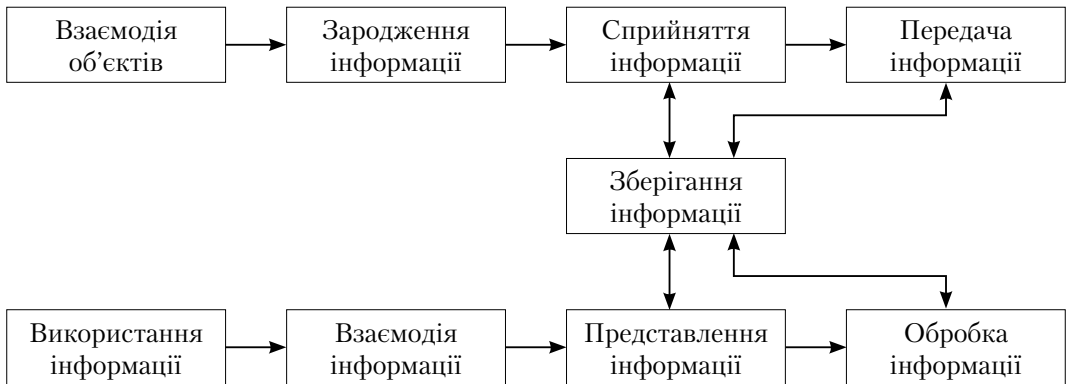 Взаємодія
об’єктів
Зародження
інформації
Сприйняття
інформації
Передача
інформації
Зберігання
інформації
Використання
інформації
Взаємодія
інформації
Представлення
інформації
Обробка
інформації